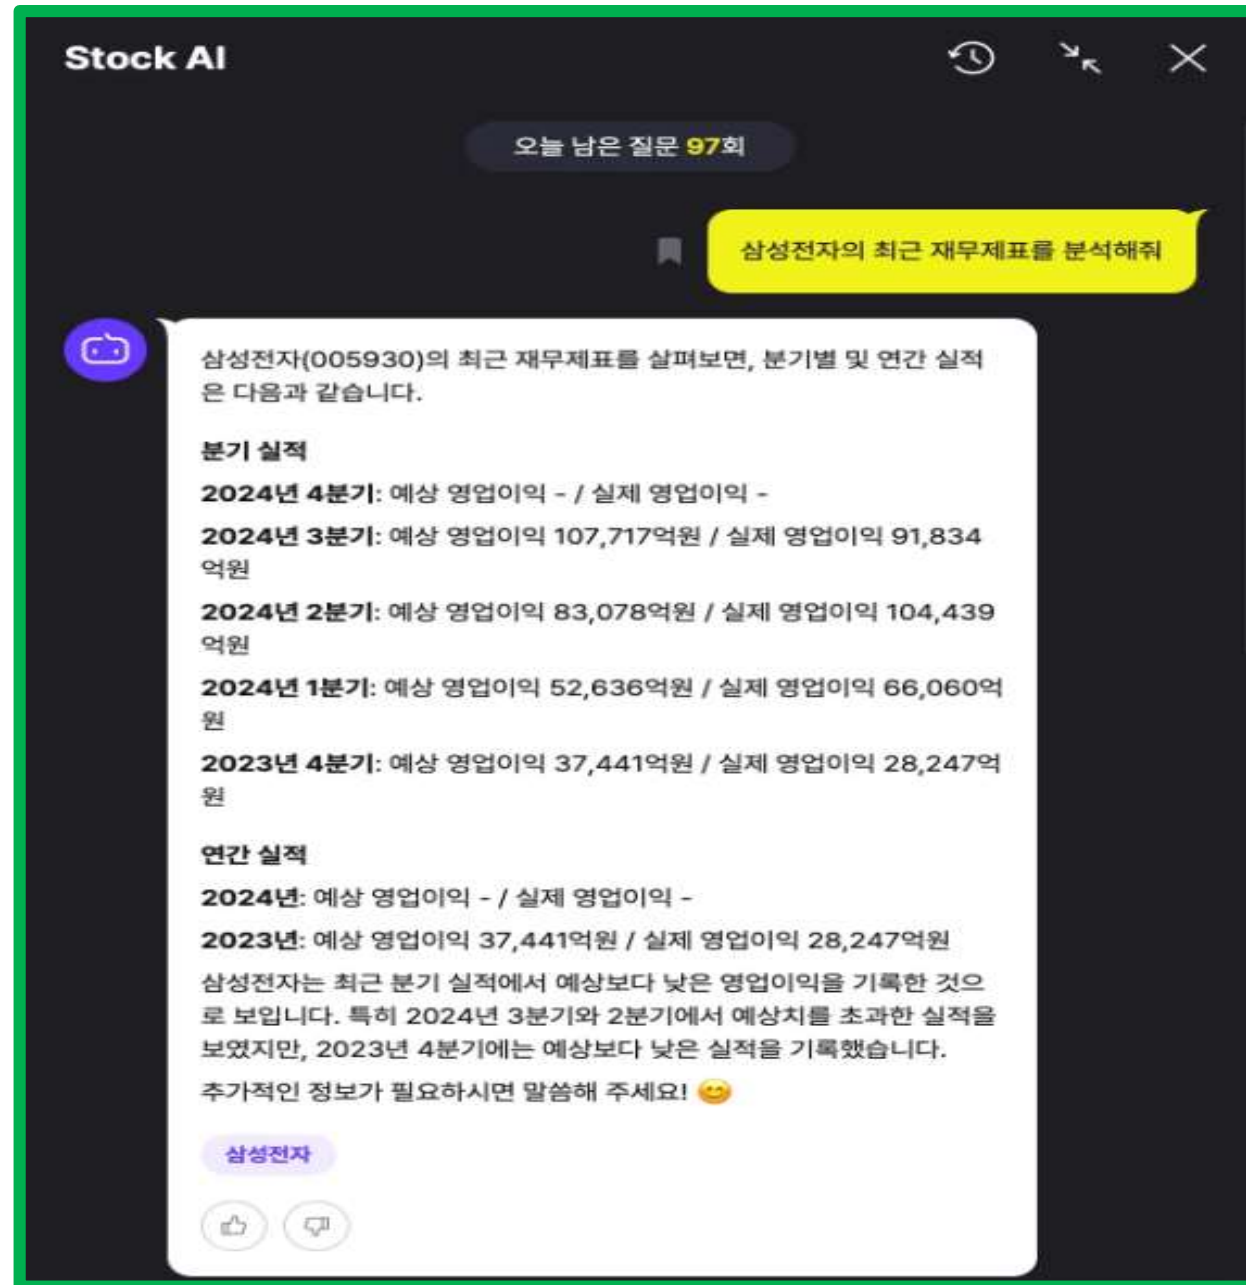 Stock AI
오늘 남은 질문 97회
삼성전자의 최근 재무제표를 분석해줘
삼성전자(005930)의 최근 재무제표를 살펴보면, 분기별 및 연간 실적
은 다음과 같습니다.
분기 실적
2024년 4분기: 예상 영업이익 - / 실제 영업이익 -
2024년 3분기: 예상 영업이익 107,717억원 / 실제 영업이익 91,834
억원
2024년 2분기: 예상 영업이익 83,078억원 / 실제 영업이익 104,439
억원
2024년 1분기: 예상 영업이익 52,636억원 / 실제 영업이익 66,060억
원
2023년 4분기: 예상 영업이익 37,441억원 / 실제 영업이익 28,247억
원
연간 실적
2024년: 예상 영업이익 - / 실제 영업이익 -
2023년: 예상 영업이익 37,441억원 / 실제 영업이익 28,247억원
삼성전자는 최근 분기 실적에서 예상보다 낮은 영업이익을 기록한 것으
로 보입니다. 특히 2024년 3분기와 2분기에서 예상치를 초과한 실적을
보였지만, 2023년 4분기에는 예상보다 낮은 실적을 기록했습니다.
추가적인 정보가 필요하시면 말씀해 주세요! 😊
삼성전자